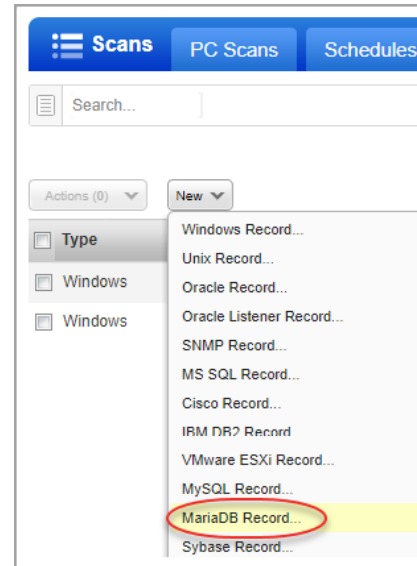 Scans PC Scans Schedules
Search...
Actions (0) New
Type
Windows
Windows
Windows Record...
Unix Record...
Oracle Record...
Oracle Listener Record...
SNMP Record...
MS SQL Record...
Cisco Record...
IBM DB2 Record
VMware ESXi Record...
MySQL Record...
MariaDB Record...
Sybase Record...